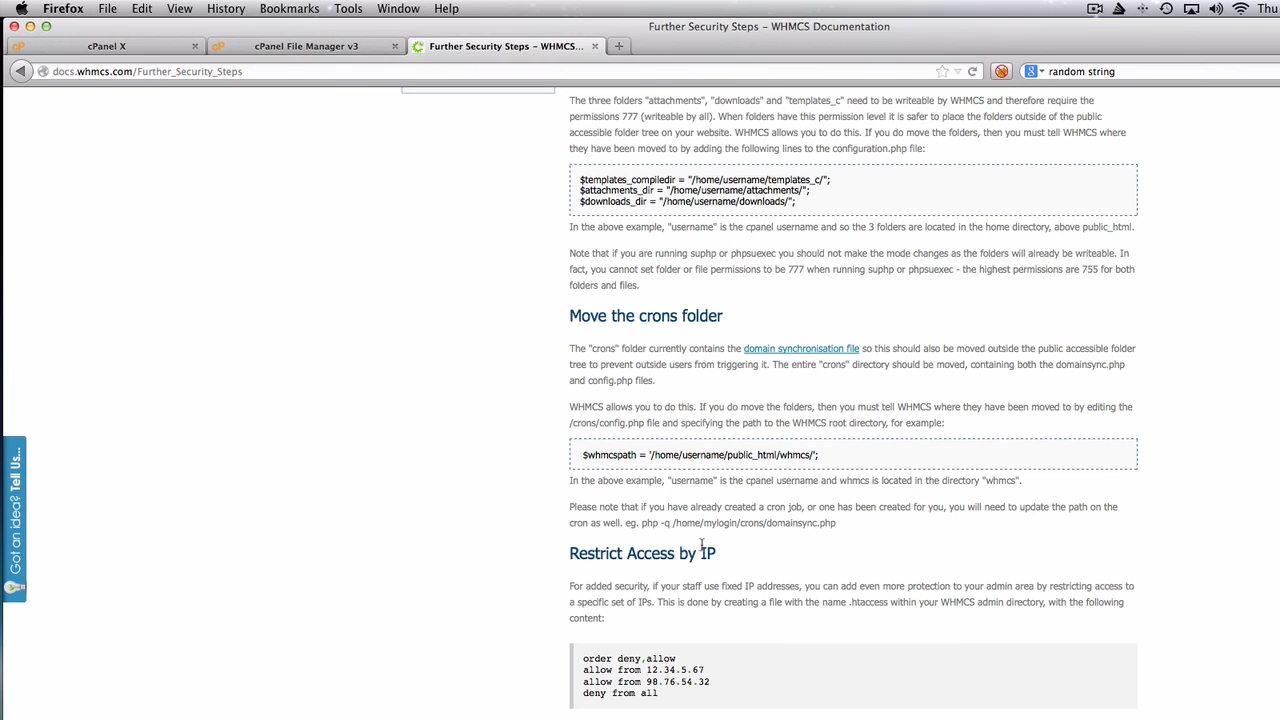 Firefox File Edit View History Bookmarks Tools Window Help Thu
Further Security Steps – WHMCS Documentation
cP cPanel X × cP cPanel File Manager v3 × Further Security Steps – WHMCS... × +
docs.whmcs.com/Further_Security_Steps random string
The three folders "attachments", "downloads" and "templates_c" need to be writeable by WHMCS and therefore require the
permissions 777 (writeable by all). When folders have this permission level it is safer to place the folders outside of the public
accessible folder tree on your website. WHMCS allows you to do this. If you do move the folders, then you must tell WHMCS where
they have been moved to by adding the following lines to the configuration.php file:
$templates_compiledir = "/home/username/templates_c/";
$attachments_dir = "/home/username/attachments/";
$downloads_dir = "/home/username/downloads/";
In the above example, "username" is the cpanel username and so the 3 folders are located in the home directory, above public_html.
Note that if you are running suphp or phpsuexec you should not make the mode changes as the folders will already be writeable. In
fact, you cannot set folder or file permissions to be 777 when running suphp or phpsuexec - the highest permissions are 755 for both
folders and files.
Move the crons folder
The "crons" folder currently contains the domain synchronisation file so this should also be moved outside the public accessible folder
tree to prevent outside users from triggering it. The entire "crons" directory should be moved, containing both the domainsync.php
and config.php files.
WHMCS allows you to do this. If you do move the folders, then you must tell WHMCS where they have been moved to by editing the
/crons/config.php file and specifying the path to the WHMCS root directory, for example:
$whmcspath = '/home/username/public_html/whmcs/';
In the above example, "username" is the cpanel username and whmcs is located in the directory "whmcs".
Please note that if you have already created a cron job, or one has been created for you, you will need to update the path on the
cron as well. eg. php -q /home/mylogin/crons/domainsync.php
Restrict Access by IP
For added security, if your staff use fixed IP addresses, you can add even more protection to your admin area by restricting access to
a specific set of IPs. This is done by creating a file with the name .htaccess within your WHMCS admin directory, with the following
content:
order deny,allow
allow from 12.34.5.67
allow from 98.76.54.32
deny from all
Got an idea? Tell Us...